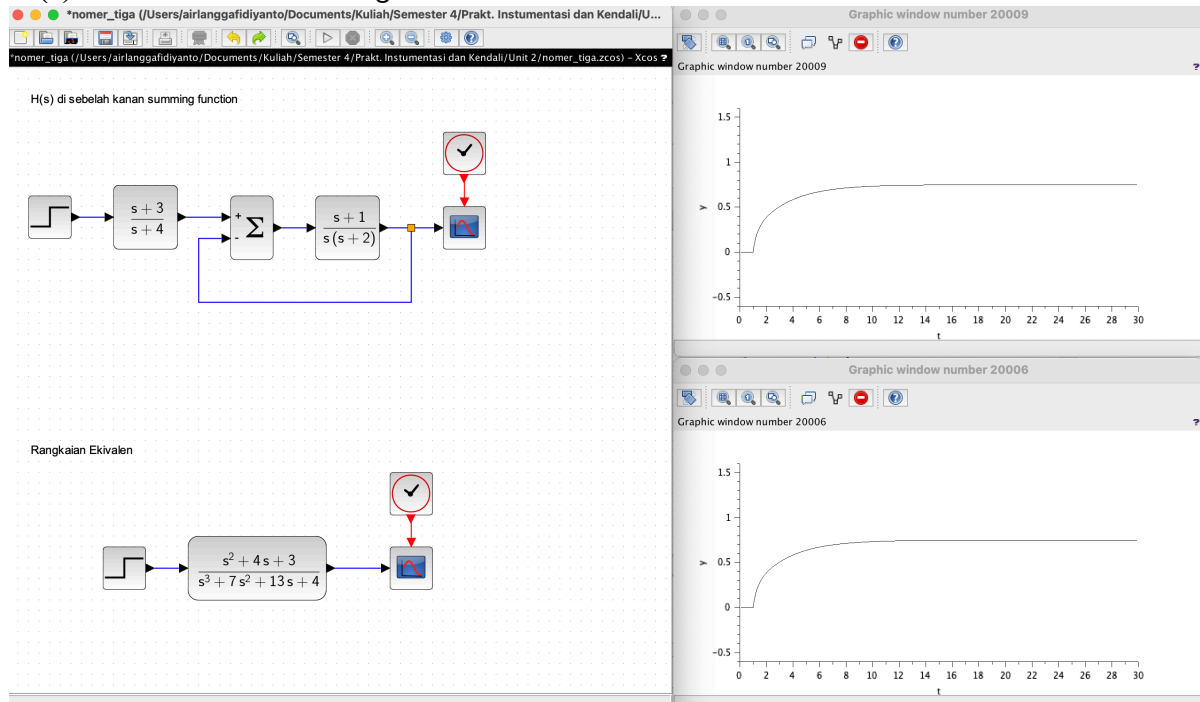 *nomer_tiga (/Users/airlanggafidiyanto/Documents/Kuliah/Semester 4/Prakt. Instumentasi dan Kendali/U...
*nomer_tiga (/Users/airlanggafidiyanto/Documents/Kuliah/Semester 4/Prakt. Instumentasi dan Kendali/Unit 2/nomer_tiga.zcos) – Xcos ?
H(s) di sebelah kanan summing function
s + 3
s + 4
+
-
Σ
s + 1
s (s + 2)
Rangkaian Ekivalen
s² + 4 s + 3
s³ + 7 s² + 13 s + 4
Graphic window number 20009
Graphic window number 20009 ?
1.5
1
0.5
0
−0.5
y
0 2 4 6 8 10 12 14 16 18 20 22 24 26 28 30
t
Graphic window number 20006
Graphic window number 20006 ?
1.5
1
0.5
0
−0.5
y
0 2 4 6 8 10 12 14 16 18 20 22 24 26 28 30
t